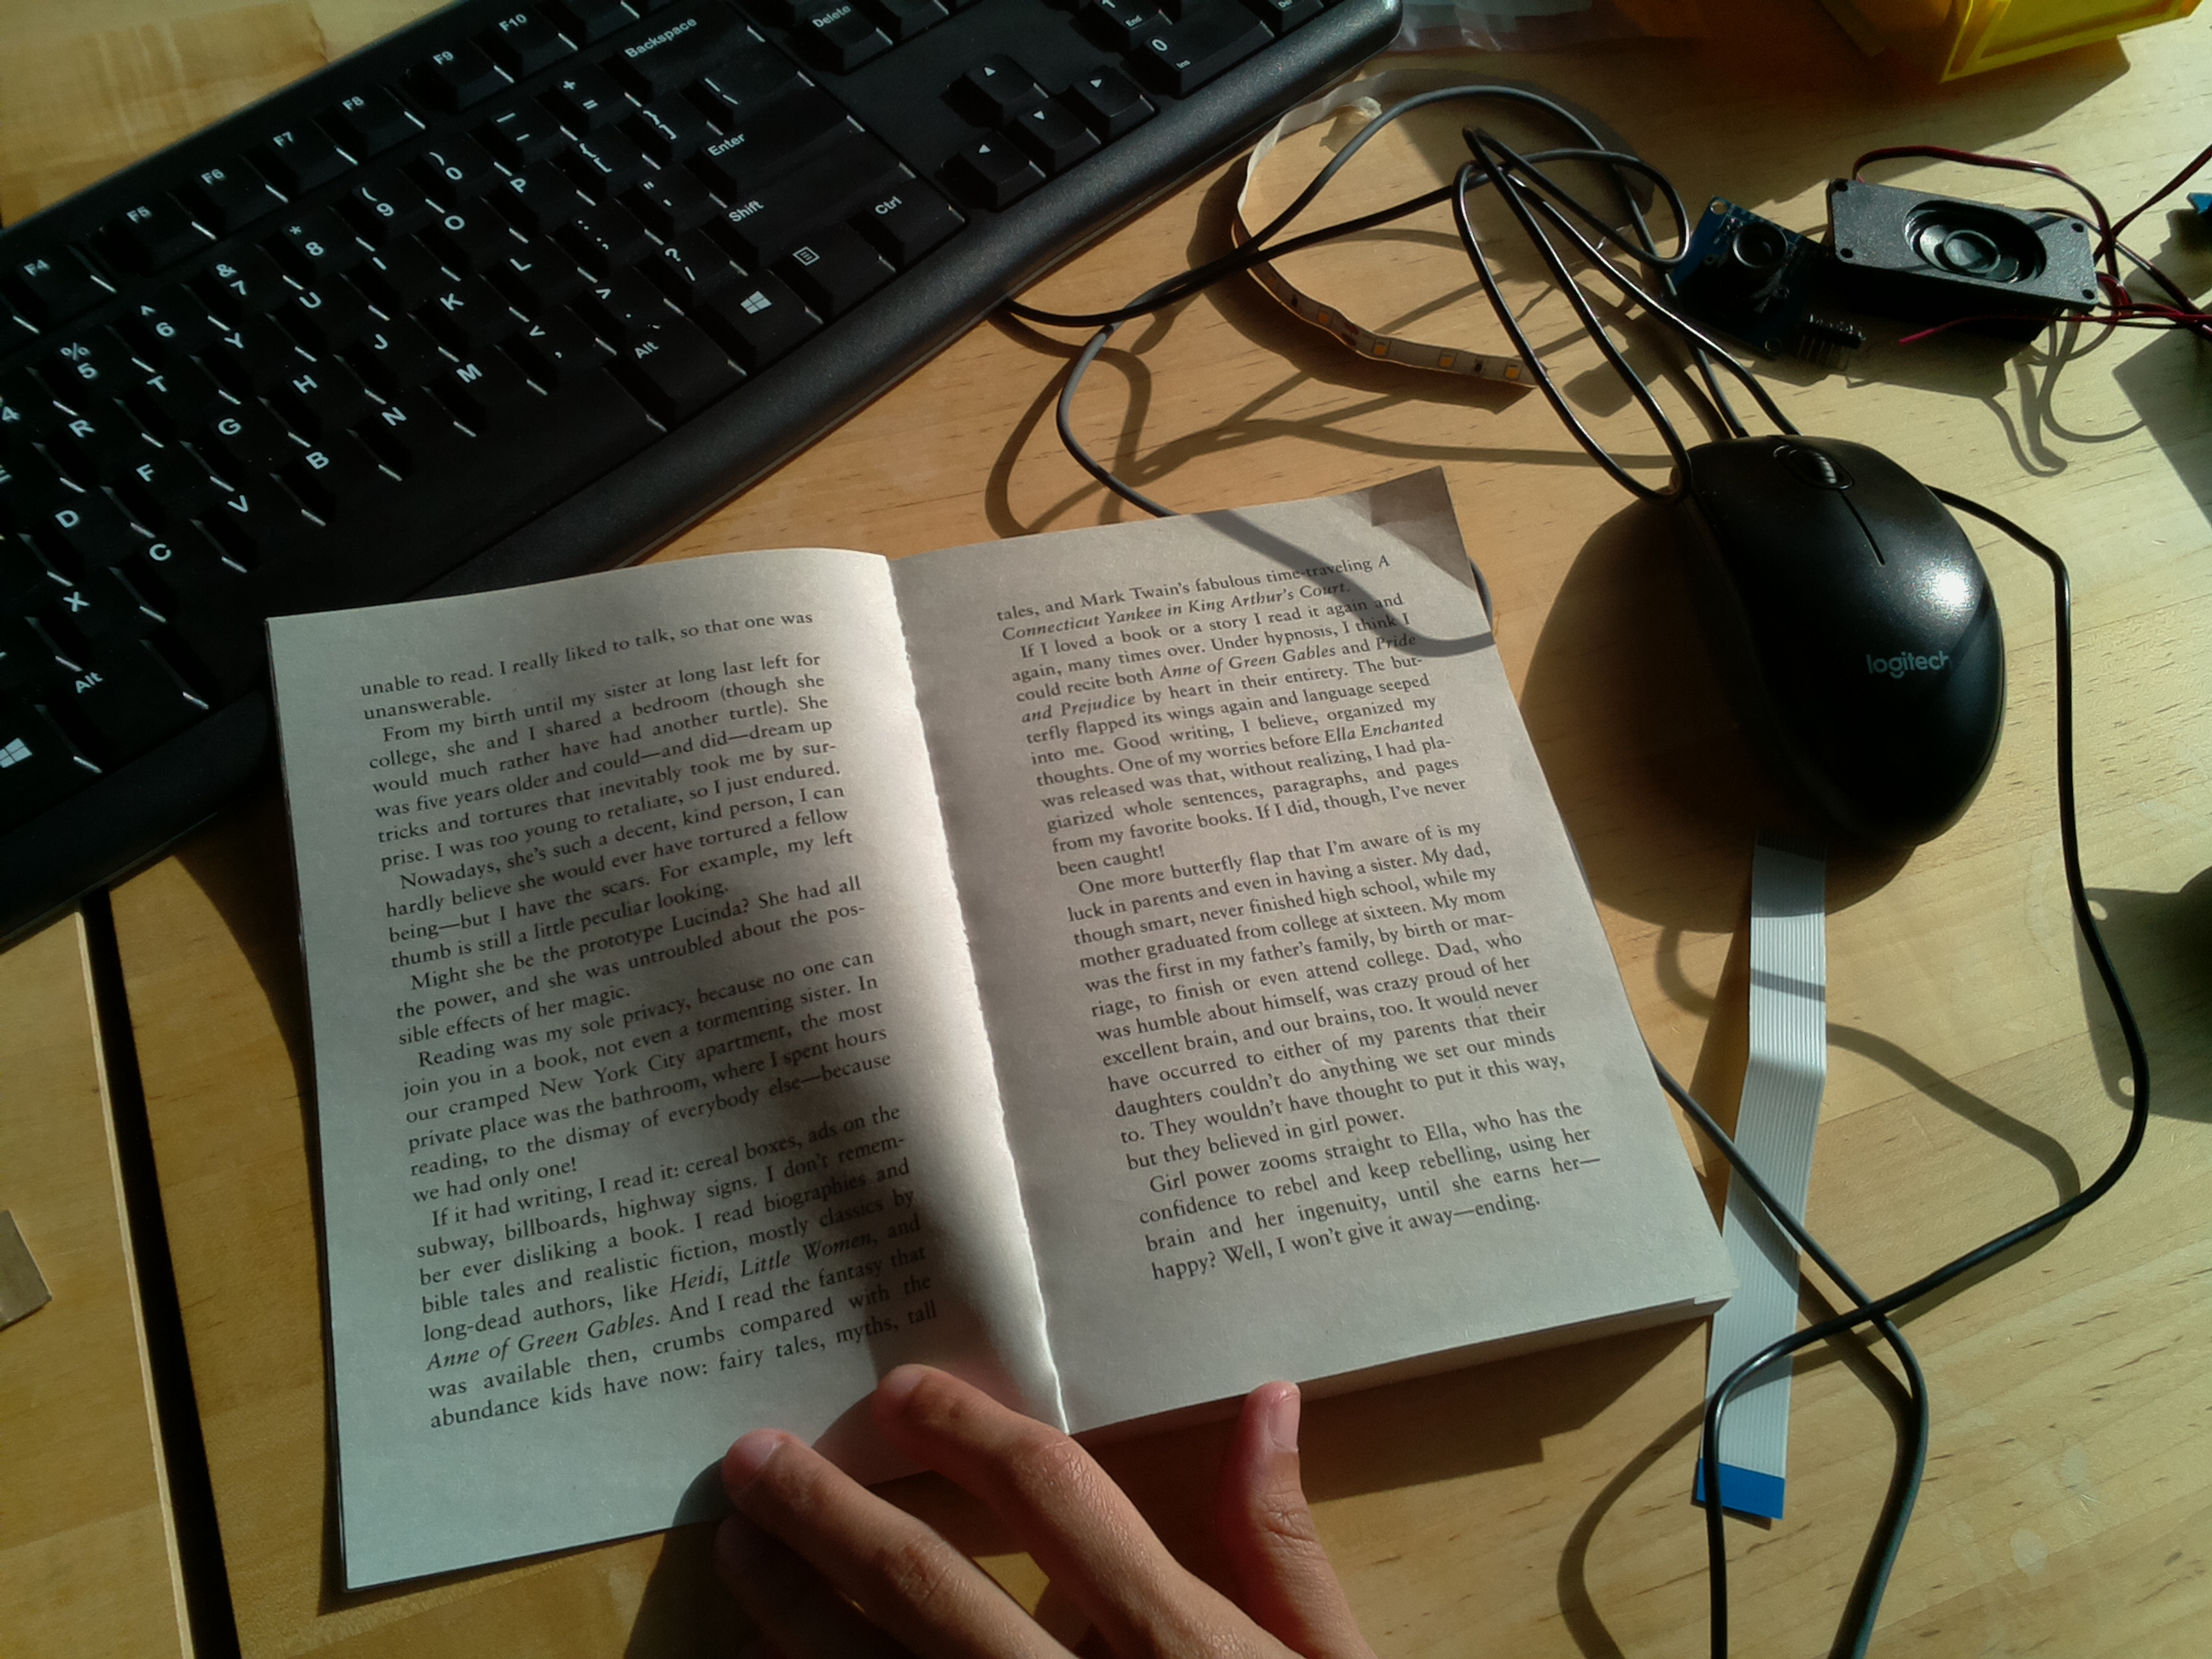 unable to read. I really liked to talk, so that one was
unanswerable.
From my birth until my sister at long last left for
college, she and I shared a bedroom (though she
would much rather have had another turtle). She
was five years older and could—and did—dream up
tricks and tortures that inevitably took me by sur-
prise. I was too young to retaliate, so I just endured.
Nowadays, she's such a decent, kind person, I can
hardly believe she would ever have tortured a fellow
being—but I have the scars. For example, my left
thumb is still a little peculiar looking.
Might she be the prototype Lucinda? She had all
the power, and she was untroubled about the pos-
sible effects of her magic.
Reading was my sole privacy, because no one can
join you in a book, not even a tormenting sister. In
our cramped New York City apartment, the most
private place was the bathroom, where I spent hours
reading, to the dismay of everybody else—because
we had only one!
If it had writing, I read it: cereal boxes, ads on the
subway, billboards, highway signs. I don't remem-
ber ever disliking a book. I read biographies and
bible tales and realistic fiction, mostly classics by
long-dead authors, like Heidi, Little Women, and
Anne of Green Gables. And I read the fantasy that
was available then, crumbs compared with the
abundance kids have now: fairy tales, myths, tall
tales, and Mark Twain's fabulous time-traveling A
Connecticut Yankee in King Arthur's Court.
If I loved a book or a story I read it again and
again, many times over. Under hypnosis, I think I
could recite both Anne of Green Gables and Pride
and Prejudice by heart in their entirety. The but-
terfly flapped its wings again and language seeped
into me. Good writing, I believe, organized my
thoughts. One of my worries before Ella Enchanted
was released was that, without realizing, I had pla-
giarized whole sentences, paragraphs, and pages
from my favorite books. If I did, though, I've never
been caught!
One more butterfly flap that I'm aware of is my
luck in parents and even in having a sister. My dad,
though smart, never finished high school, while my
mother graduated from college at sixteen. My mom
was the first in my father's family, by birth or mar-
riage, to finish or even attend college. Dad, who
was humble about himself, was crazy proud of her
excellent brain, and our brains, too. It would never
have occurred to either of my parents that their
daughters couldn't do anything we set our minds
to. They wouldn't have thought to put it this way,
but they believed in girl power.
Girl power zooms straight to Ella, who has the
confidence to rebel and keep rebelling, using her
brain and her ingenuity, until she earns her—
happy? Well, I won't give it away—ending.
logitech
F4 F5 F6 F7 F8 F9 F10 Backspace Delete
% 5 ^ 6 & 7 * 8 ( 9 ) 0 — - + =
R T Y U O P { [ } ] Enter
D F G H J K L : ; " '
X C V B N M < , > . ? / Shift
Alt Alt Ctrl
1 End 0 Ins